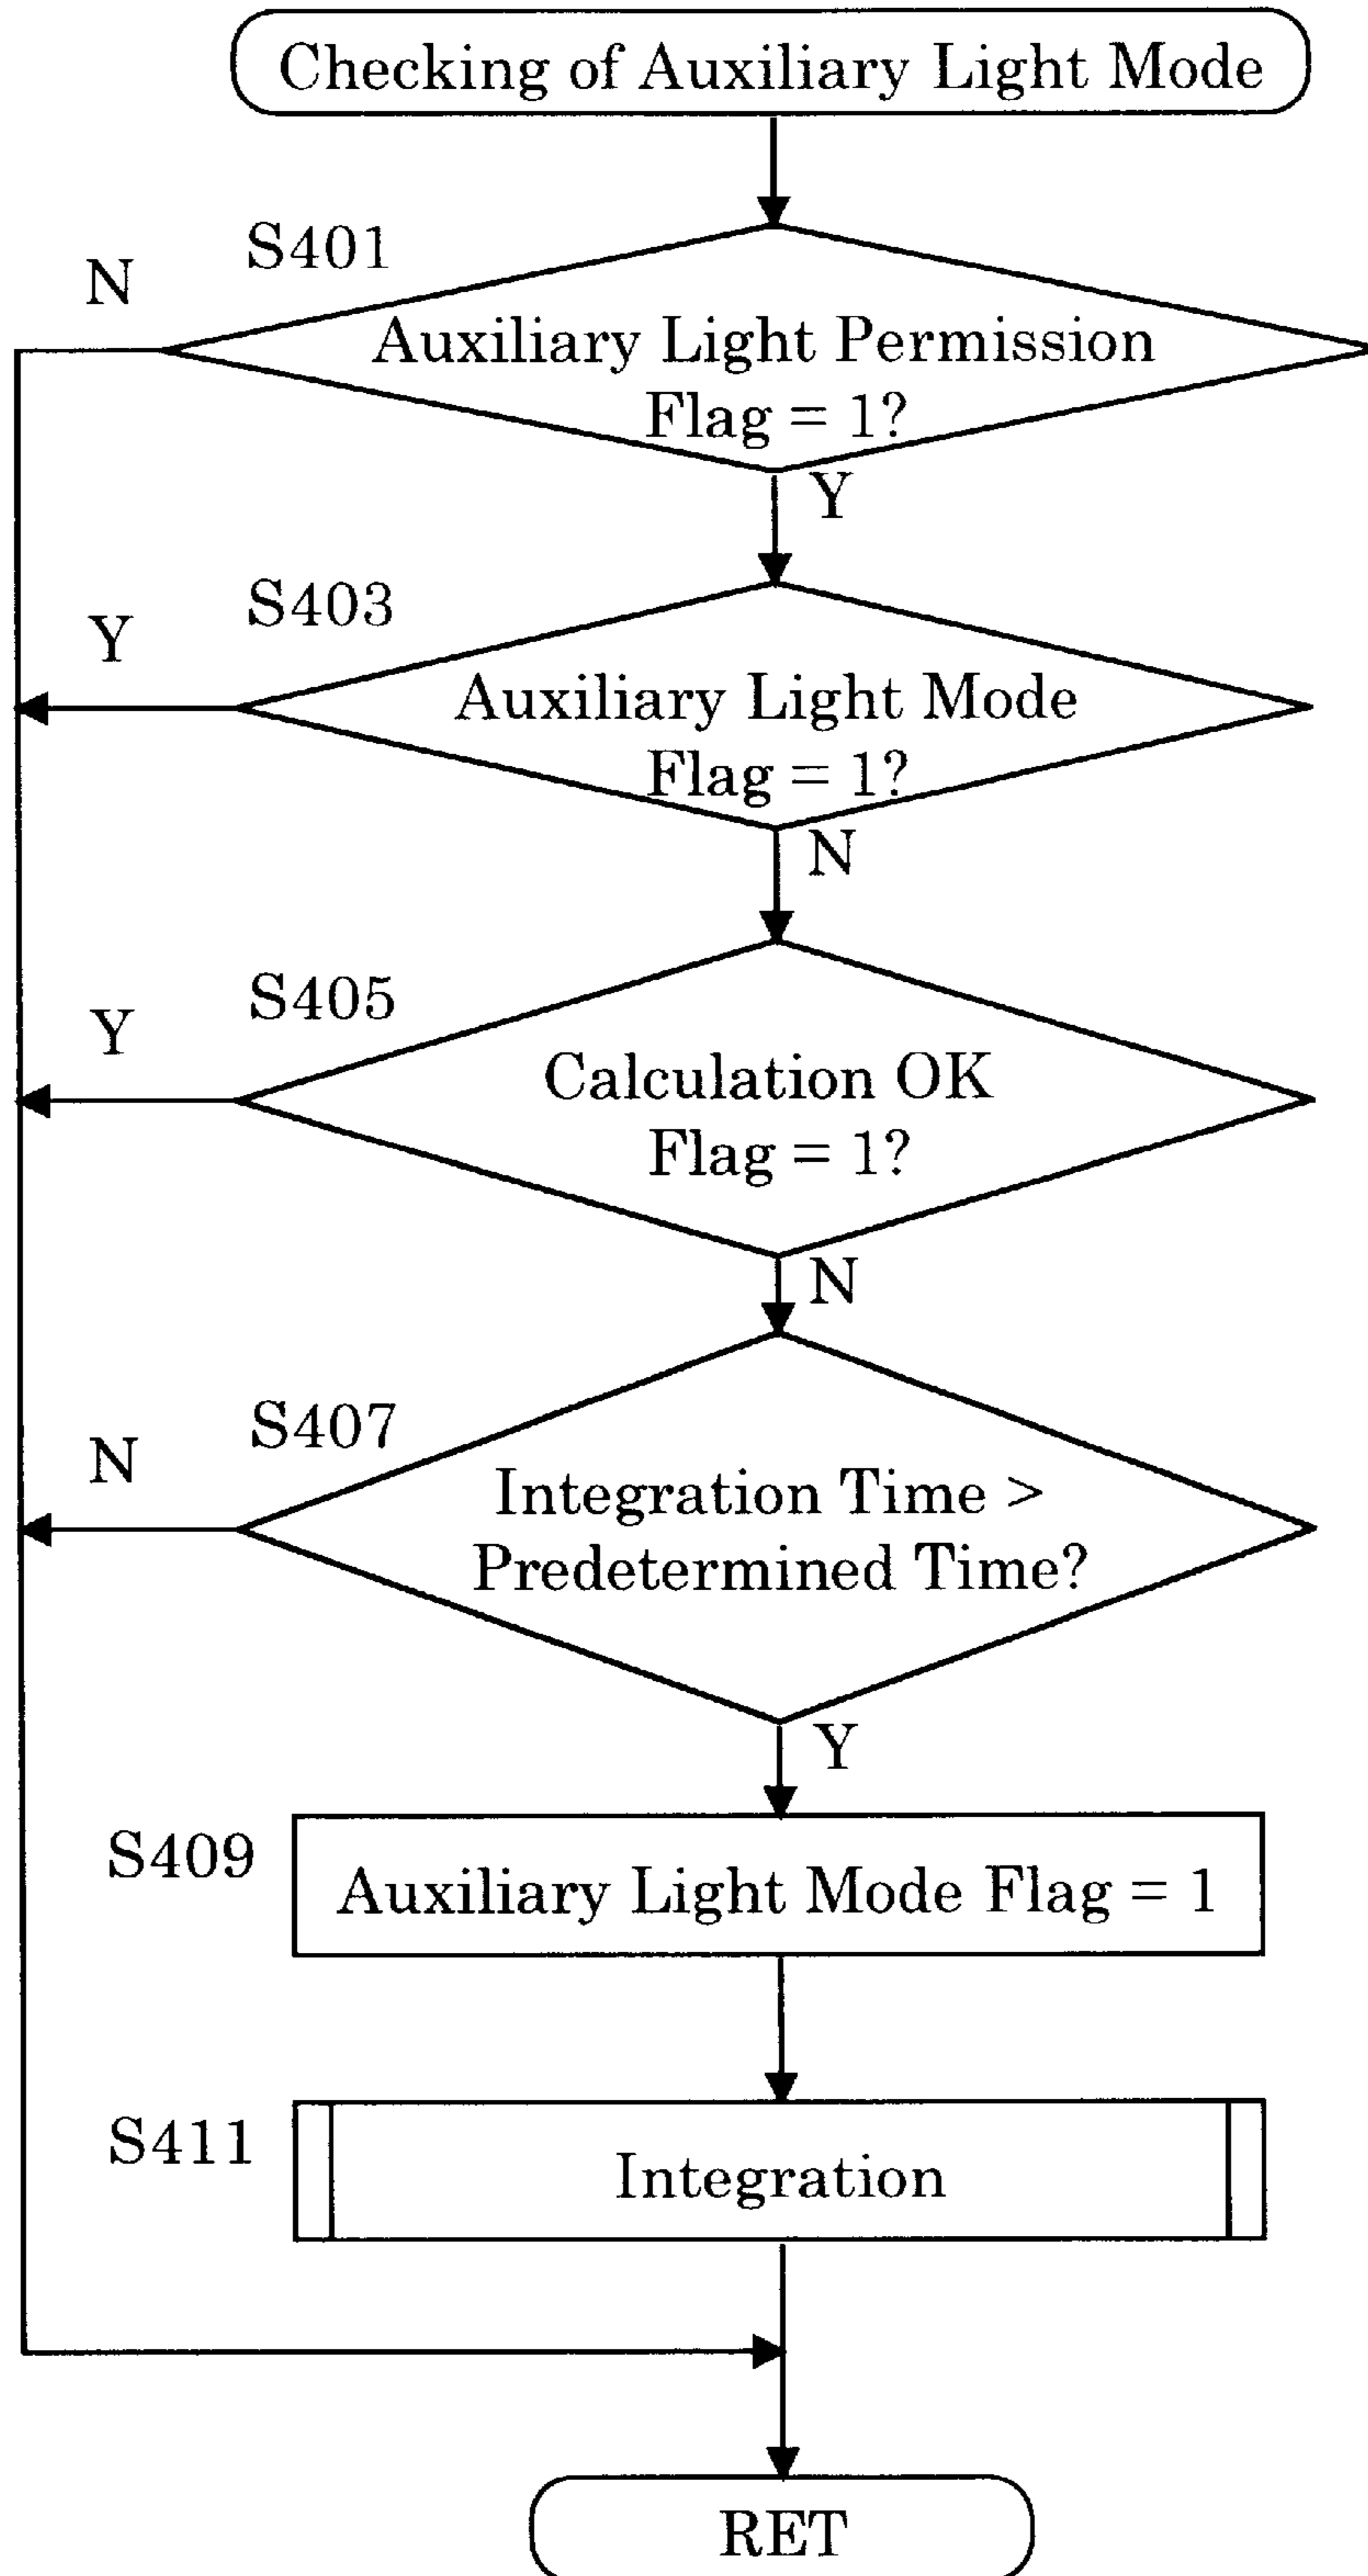 Checking of Auxiliary Light Mode
S401
N
Auxiliary Light Permission
Flag = 1?
Y
S403
Y
Auxiliary Light Mode
Flag = 1?
N
S405
Y
Calculation OK
Flag = 1?
N
S407
N
Integration Time >
Predetermined Time?
Y
S409
Auxiliary Light Mode Flag = 1
S411
Integration
RET